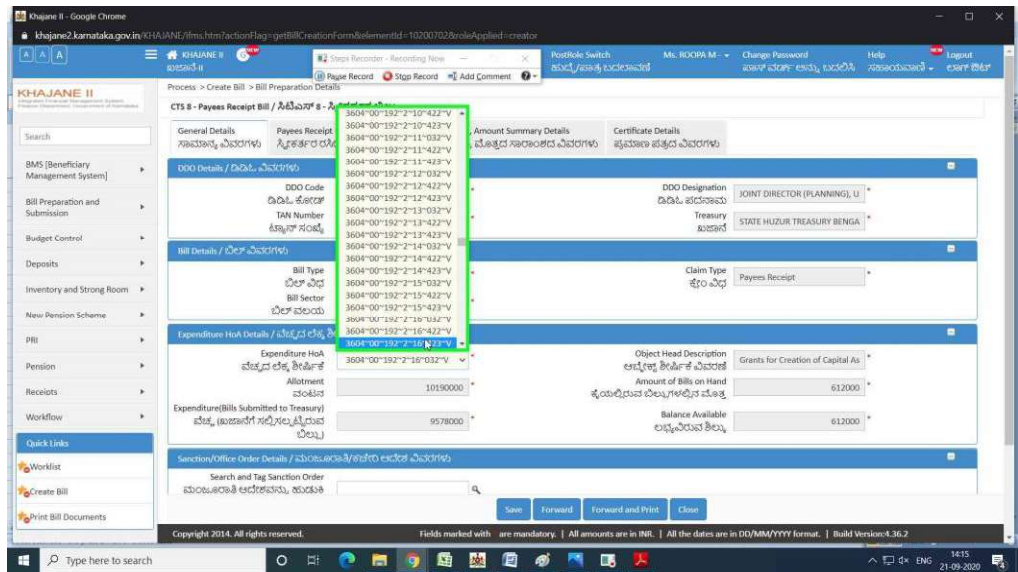 Khajane II - Google Chrome
khajane2.karnataka.gov.in/KHAJANE/ifms.htm?actionFlag=getBillCreationForm&elementId=10200702&roleApplied=creator
A A A
KHAJANE II
ಖಜಾನೆ-II
Steps Recorder - Recording Now
Pause Record Stop Record Add Comment
PostRole Switch
Ms. ROOPA M -
Change Password
Help
Logout
ಲಾಗ್ ಔಟ್
KHAJANE II
Process > Create Bill > Bill Preparation Details
CTS 8 - Payees Receipt Bill / ಸಿಟಿಎಸ್ 8 -
Search
General Details
ಸಾಮಾನ್ಯ ವಿವರಗಳು
Payees Receipt
Amount Summary Details
ಮೊತ್ತದ ಸಾರಾಂಶದ ವಿವರಗಳು
Certificate Details
ಪ್ರಮಾಣ ಪತ್ರದ ವಿವರಗಳು
BMS [Beneficiary Management System]
Bill Preparation and Submission
Budget Control
Deposits
Inventory and Strong Room
New Pension Scheme
PRI
Pension
Receipts
Workflow
Quick Links
Worklist
Create Bill
Print Bill Documents
DDO Details / ಡಿಡಿಓ ವಿವರಗಳು
DDO Code
ಡಿಡಿಓ ಕೋಡ್
DDO Designation
ಡಿಡಿಓ ಪದನಾಮ
JOINT DIRECTOR (PLANNING), U
TAN Number
ಟ್ಯಾನ್ ಸಂಖ್ಯೆ
Treasury
ಖಜಾನೆ
STATE HUZUR TREASURY BENGA
Bill Details / ಬಿಲ್ ವಿವರಗಳು
Bill Type
ಬಿಲ್ ವಿಧ
Claim Type
ಕ್ಲೇಂ ವಿಧ
Payees Receipt
Bill Sector
ಬಿಲ್ ವಲಯ
3604~00~192~2~10~422~V
3604~00~192~2~10~423~V
3604~00~192~2~11~032~V
3604~00~192~2~11~422~V
3604~00~192~2~11~423~V
3604~00~192~2~12~032~V
3604~00~192~2~12~422~V
3604~00~192~2~12~423~V
3604~00~192~2~13~032~V
3604~00~192~2~13~422~V
3604~00~192~2~13~423~V
3604~00~192~2~14~032~V
3604~00~192~2~14~422~V
3604~00~192~2~14~423~V
3604~00~192~2~15~032~V
3604~00~192~2~15~422~V
3604~00~192~2~15~423~V
3604~00~192~2~16~032~V
3604~00~192~2~16~422~V
3604~00~192~2~16~423~V
Expenditure HoA Details / ವೆಚ್ಚದ ಲೆಕ್ಕ
Expenditure HoA
ವೆಚ್ಚದ ಲೆಕ್ಕ ಶೀರ್ಷಿಕೆ
3604~00~192~2~16~032~V
Object Head Description
ಆಬ್ಜೆಕ್ಟ್ ಶೀರ್ಷಿಕೆ ವಿವರಣೆ
Grants for Creation of Capital As
Allotment
ವಂಟನ
10190000
Amount of Bills on Hand
ಕೈಯಲ್ಲಿರುವ ಬಿಲ್ಲುಗಳಲ್ಲಿನ ಮೊತ್ತ
612000
Expenditure(Bills Submitted to Treasury)
ವೆಚ್ಚ (ಖಜಾನೆಗೆ ಸಲ್ಲಿಸಲ್ಪಟ್ಟಿರುವ ಬಿಲ್ಲು)
9578000
Balance Available
ಲಭ್ಯವಿರುವ ಶಿಲ್ಕು
612000
Sanction/Office Order Details / ಮಂಜೂರಾತಿ/ಕಚೇರಿ ಆದೇಶ ವಿವರಗಳು
Search and Tag Sanction Order
ಮಂಜೂರಾತಿ ಆದೇಶವನ್ನು ಹುಡುಕಿ
Save Forward Forward and Print Close
Copyright 2014. All rights reserved.
Fields marked with are mandatory. | All amounts are in INR. | All the dates are in DD/MM/YYYY format. | Build Version:4.36.2
Type here to search
ENG
14:15
21-09-2020